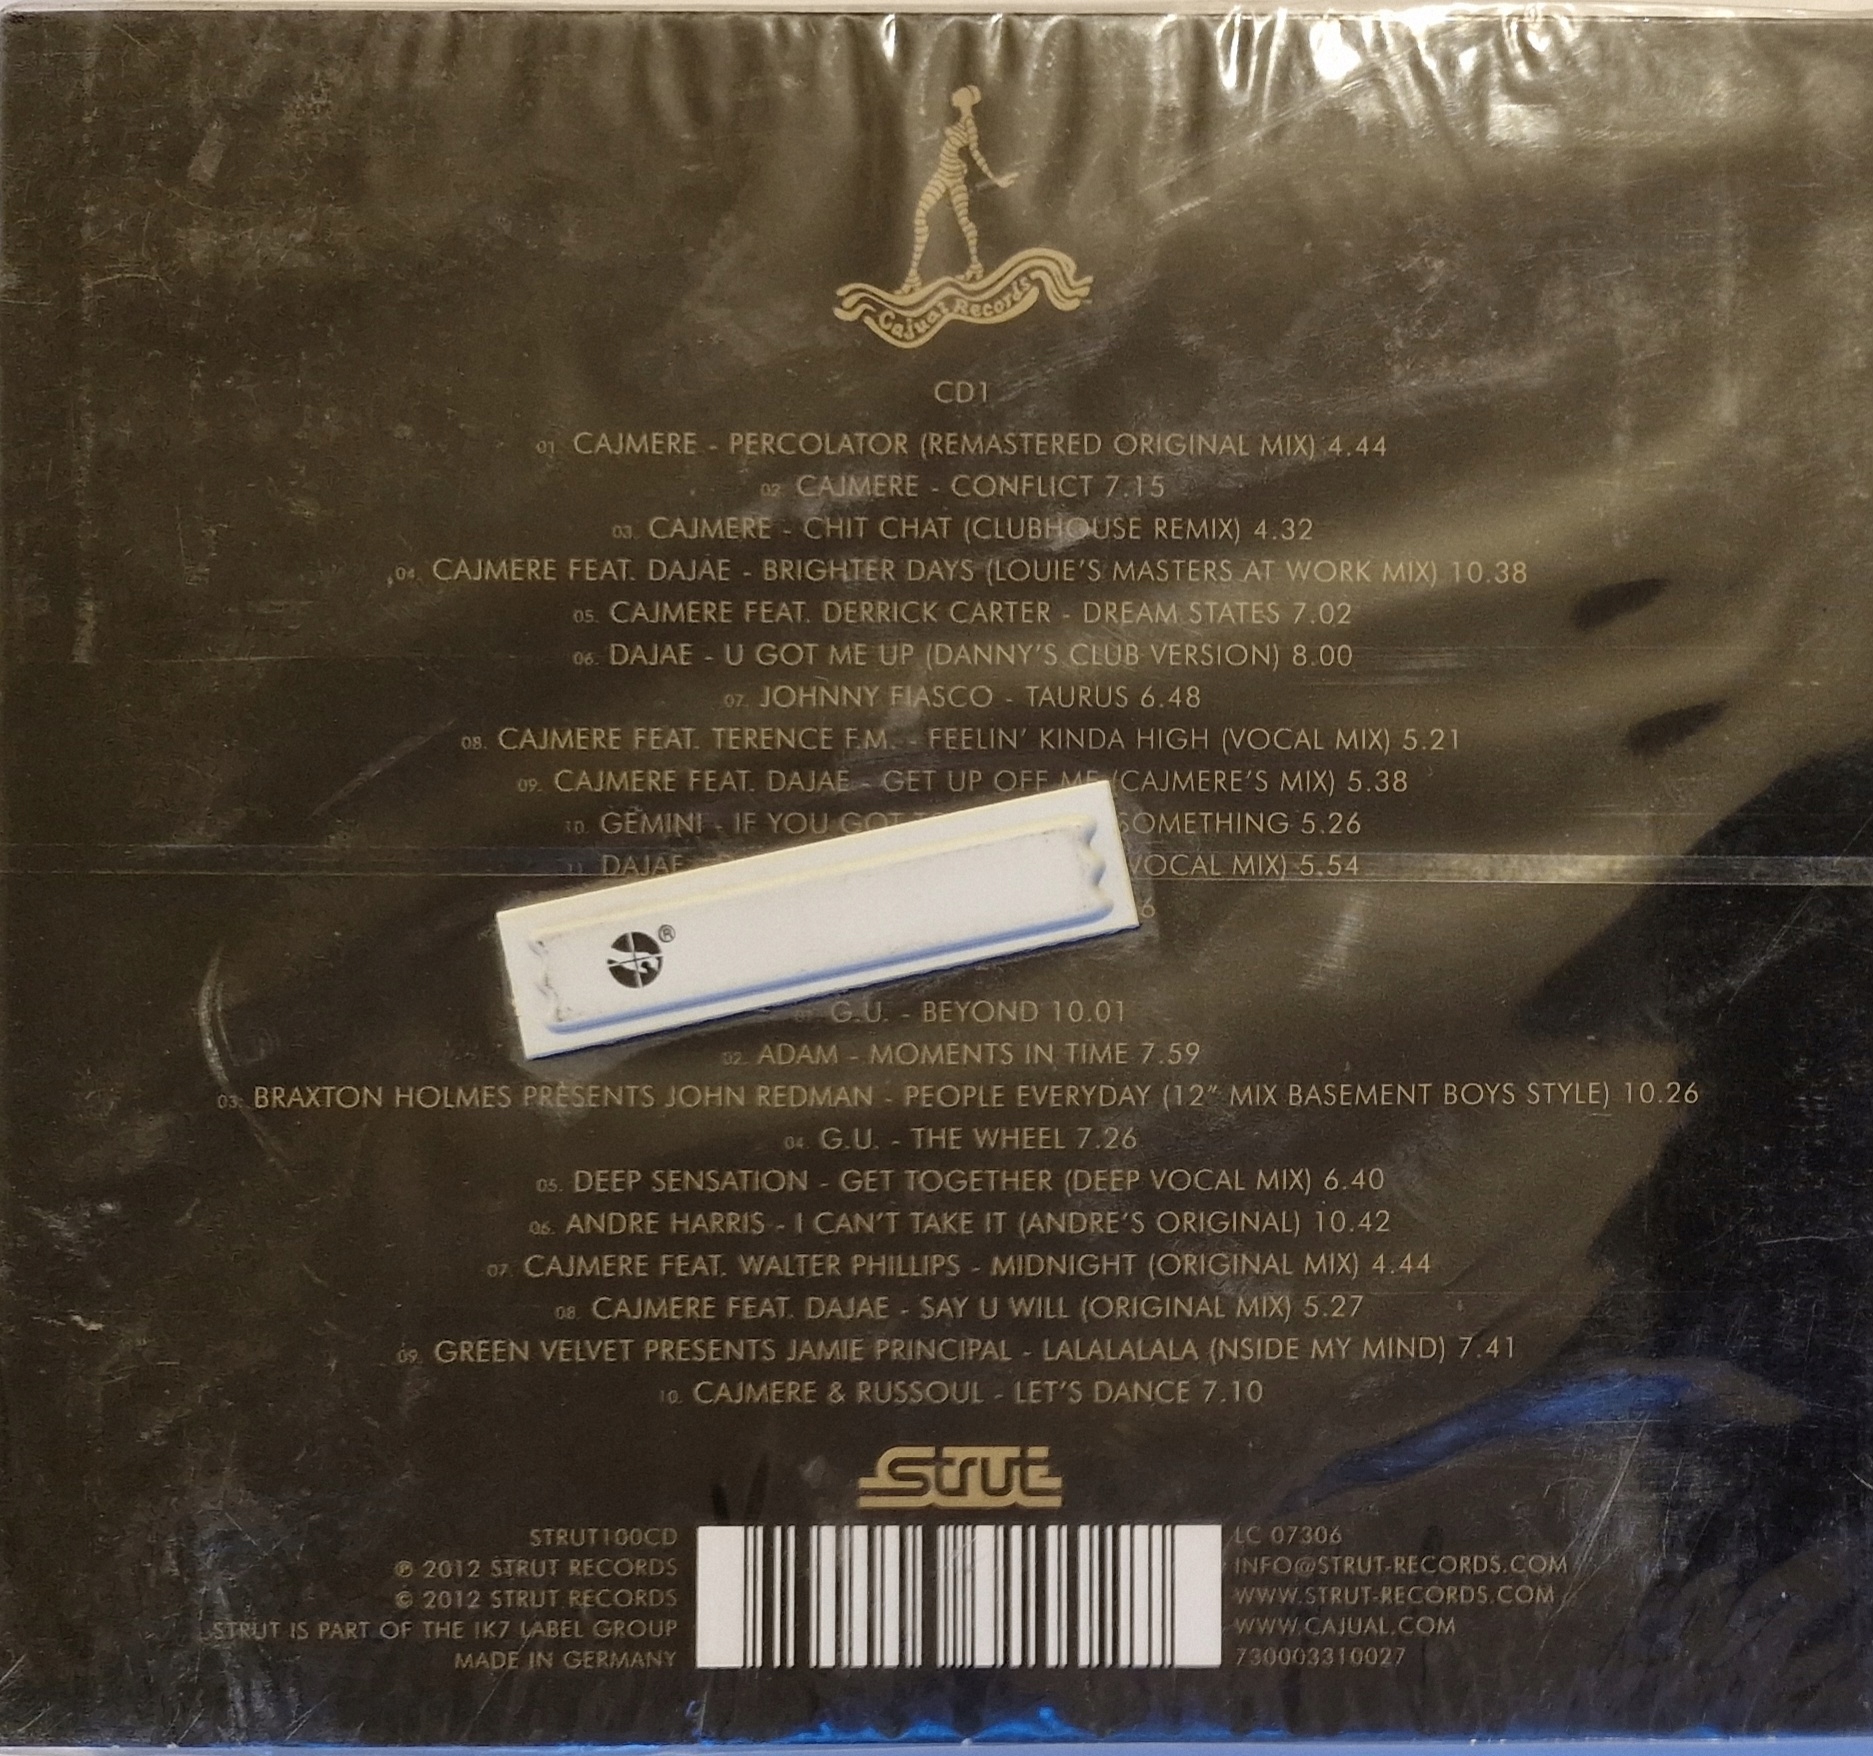 Cajual Records
CD1
01. CAJMERE - PERCOLATOR (REMASTERED ORIGINAL MIX) 4.44
02. CAJMERE - CONFLICT 7.15
03. CAJMERE - CHIT CHAT (CLUBHOUSE REMIX) 4.32
04. CAJMERE FEAT. DAJAE - BRIGHTER DAYS (LOUIE'S MASTERS AT WORK MIX) 10.38
05. CAJMERE FEAT. DERRICK CARTER - DREAM STATES 7.02
06. DAJAE - U GOT ME UP (DANNY'S CLUB VERSION) 8.00
07. JOHNNY FIASCO - TAURUS 6.48
08. CAJMERE FEAT. TERENCE F.M. - FEELIN' KINDA HIGH (VOCAL MIX) 5.21
09. CAJMERE FEAT. DAJAE - GET UP OFF ME (CAJMERE'S MIX) 5.38
10. GEMINI - IF YOU GOT SOMETHING 5.26
11. DAJAE VOCAL MIX) 5.54
®
01. G.U. - BEYOND 10.01
02. ADAM - MOMENTS IN TIME 7.59
03. BRAXTON HOLMES PRESENTS JOHN REDMAN - PEOPLE EVERYDAY (12" MIX BASEMENT BOYS STYLE) 10.26
04. G.U. - THE WHEEL 7.26
05. DEEP SENSATION - GET TOGETHER (DEEP VOCAL MIX) 6.40
06. ANDRE HARRIS - I CAN'T TAKE IT (ANDRE'S ORIGINAL) 10.42
07. CAJMERE FEAT. WALTER PHILLIPS - MIDNIGHT (ORIGINAL MIX) 4.44
08. CAJMERE FEAT. DAJAE - SAY U WILL (ORIGINAL MIX) 5.27
09. GREEN VELVET PRESENTS JAMIE PRINCIPAL - LALALALALA (NSIDE MY MIND) 7.41
10. CAJMERE & RUSSOUL - LET'S DANCE 7.10
Strut
STRUT100CD
℗ 2012 STRUT RECORDS
© 2012 STRUT RECORDS
STRUT IS PART OF THE !K7 LABEL GROUP
MADE IN GERMANY
LC 07306
INFO@STRUT-RECORDS.COM
WWW.STRUT-RECORDS.COM
WWW.CAJUAL.COM
730003310027